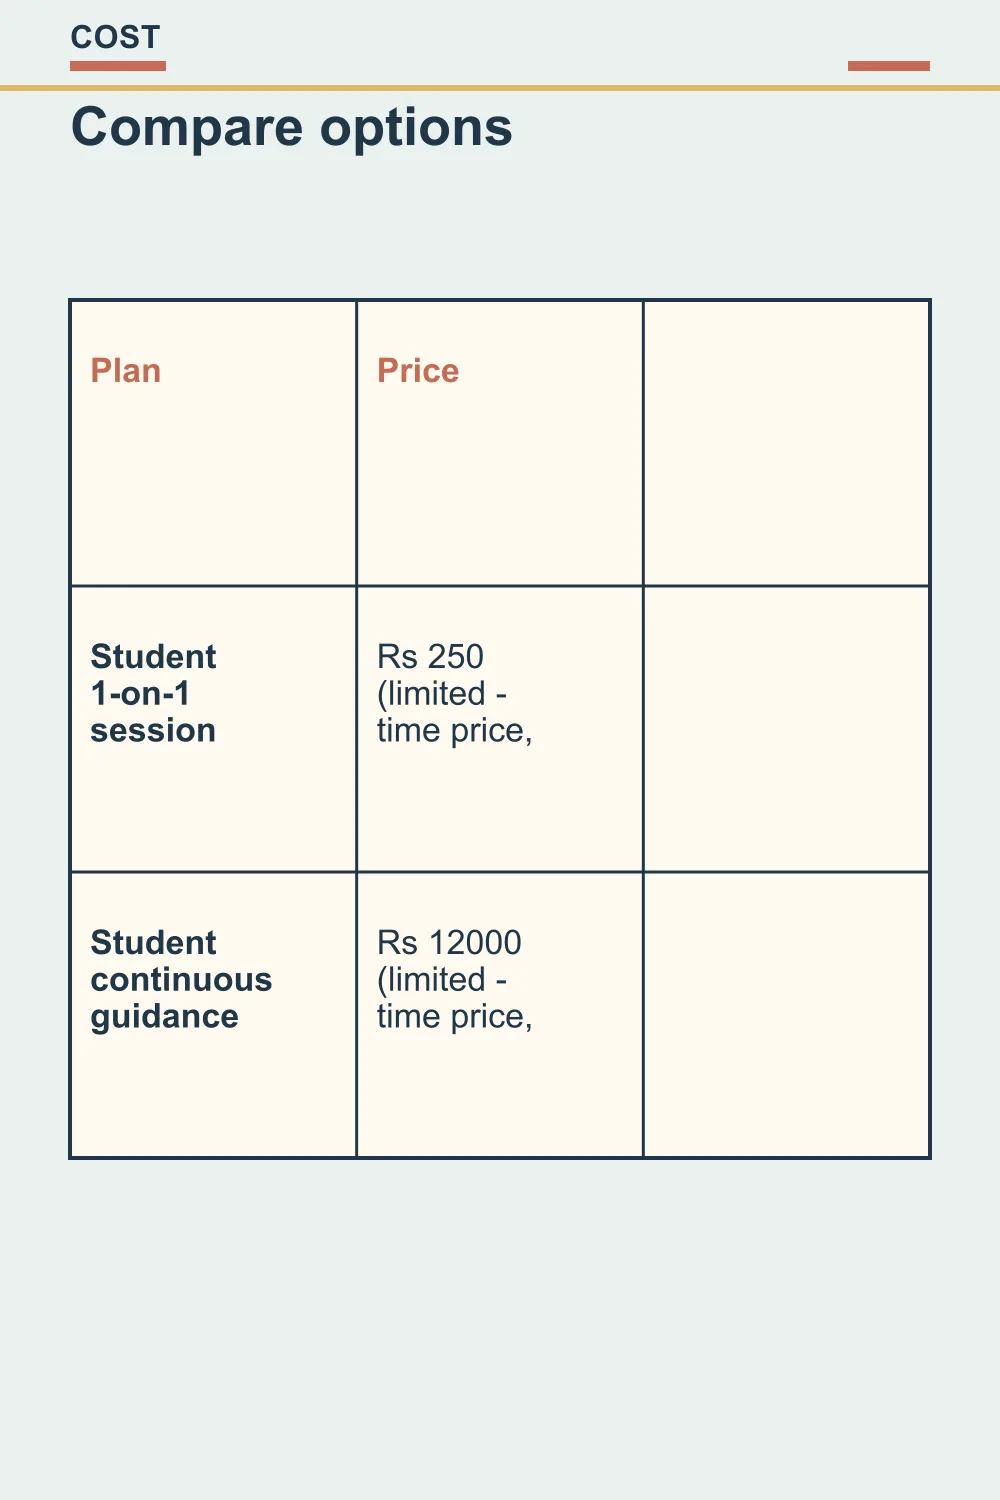 COST
Compare options
Plan
Price
Student
1-on-1
session
Rs 250
(limited -
time price,
Student
continuous
guidance
Rs 12000
(limited -
time price,